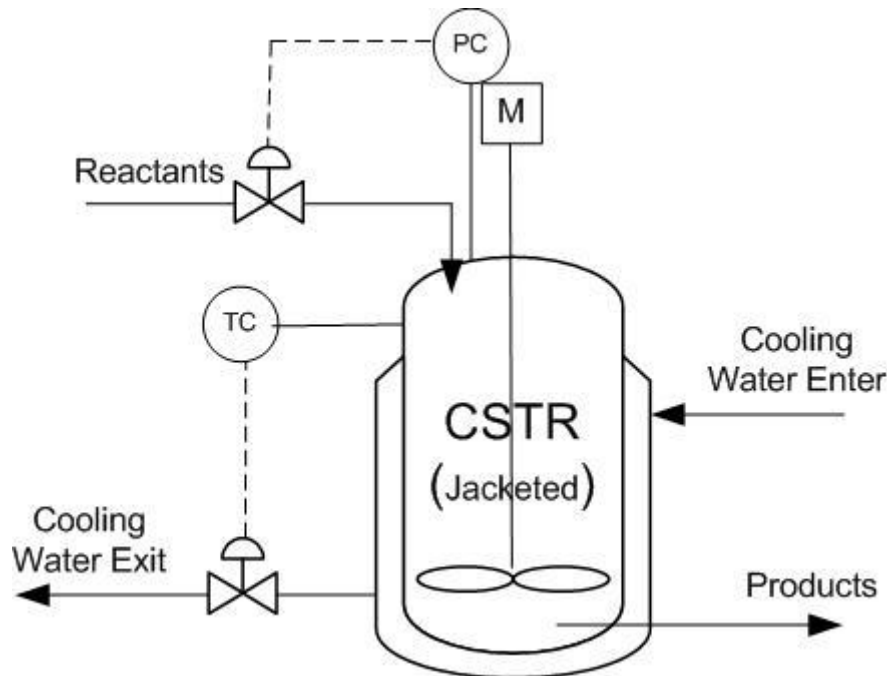 PC
M
Reactants
TC
Cooling
Water Enter
CSTR
(Jacketed)
Cooling
Water Exit
Products